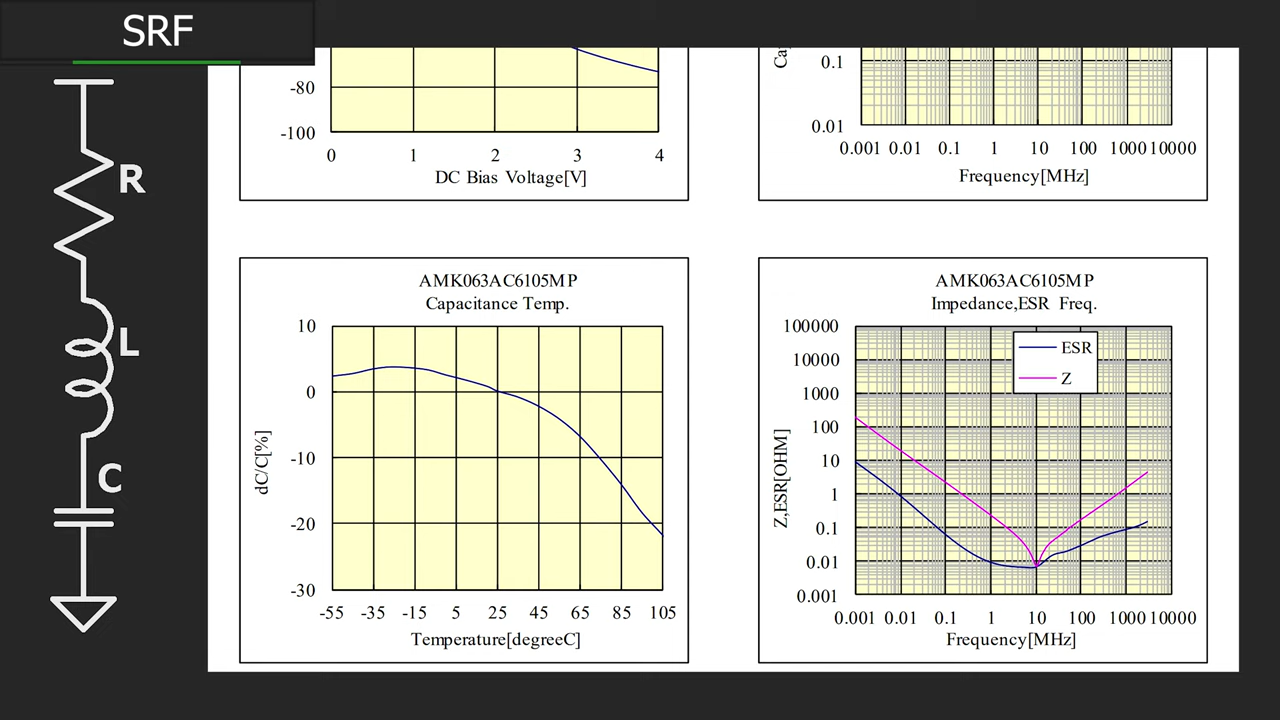 SRF
R
L
C
-80
-100
0 1 2 3 4
DC Bias Voltage[V]
0.1
0.01
0.001 0.01 0.1 1 10 100 1000 10000
Frequency[MHz]
AMK063AC6105MP
Capacitance Temp.
10
0
-10
-20
-30
dC/C[%]
-55 -35 -15 5 25 45 65 85 105
Temperature[degreeC]
AMK063AC6105MP
Impedance,ESR Freq.
ESR
Z
100000
10000
1000
100
10
1
0.1
0.01
0.001
Z,ESR[OHM]
0.001 0.01 0.1 1 10 100 1000 10000
Frequency[MHz]